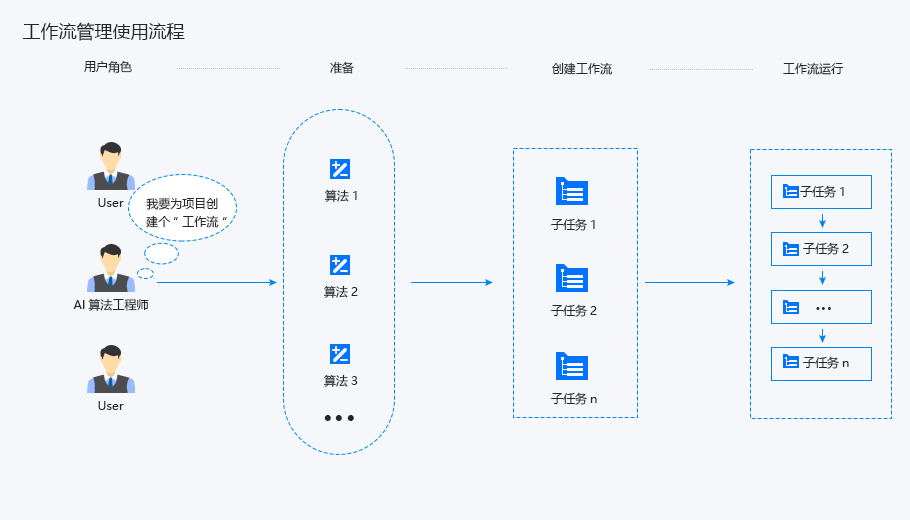 工作流管理使用流程
用户角色
准备
创建工作流
工作流运行
User
我要为项目创
建个“ 工作流 “
AI 算法工程师
User
算法 1
算法 2
算法 3
•••
子任务 1
子任务 2
子任务 n
子任务 1
子任务 2
•••
子任务 n